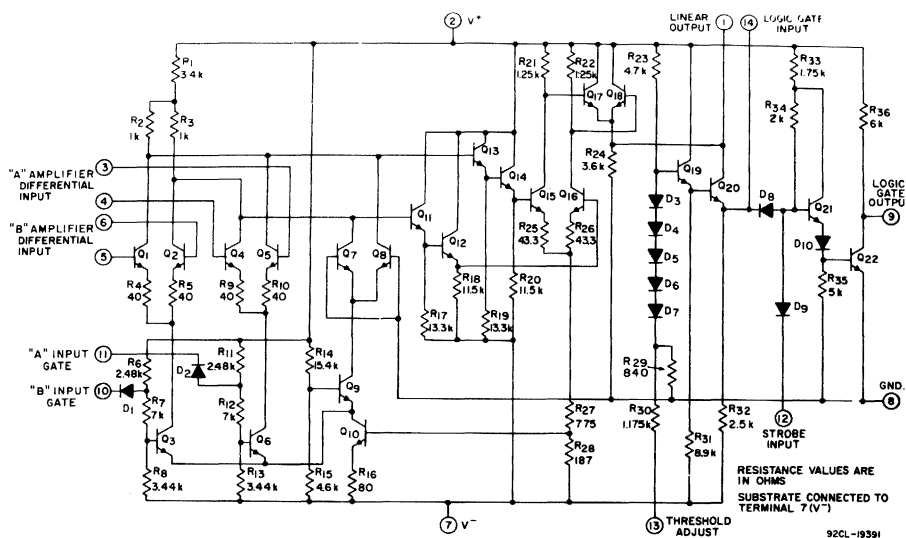 LINEAR
OUTPUT
1
14
LOGIC GATE
INPUT
2 V+
R1
3.4k
R2
1k
R3
1k
R21
1.25k
R22
1.25k
Q17
Q18
R23
4.7k
R33
1.75k
R34
2k
R36
6k
3
"A" AMPLIFIER
DIFFERENTIAL
INPUT
4
6
"B" AMPLIFIER
DIFFERENTIAL
INPUT
5
Q13
Q14
R24
3.6k
Q19
Q20
D8
LOGIC
GATE
OUTPUT
9
Q1
Q2
Q4
Q5
Q7
Q8
Q11
Q12
Q15
Q16
D3
D4
D5
D6
D7
Q21
D10
Q22
R4
40
R5
40
R9
40
R10
40
R25
43.3
R26
43.3
R18
11.5k
R20
11.5k
R17
13.3k
R19
13.3k
R35
5k
D9
"A" INPUT
GATE
11
R6
2.48k
D2
R11
2.48k
R14
15.4k
R29
840
"B" INPUT
GATE
10
D1
R7
7k
R12
7k
Q9
Q10
R27
775
R30
1.175k
R32
2.5k
GND.
8
12
STROBE
INPUT
Q3
Q6
R28
187
R31
8.9k
R8
3.44k
R13
3.44k
R15
4.6k
R16
80
RESISTANCE VALUES ARE
IN OHMS
SUBSTRATE CONNECTED TO
TERMINAL 7 (V-)
7 V-
13 THRESHOLD
ADJUST
92CL-19391